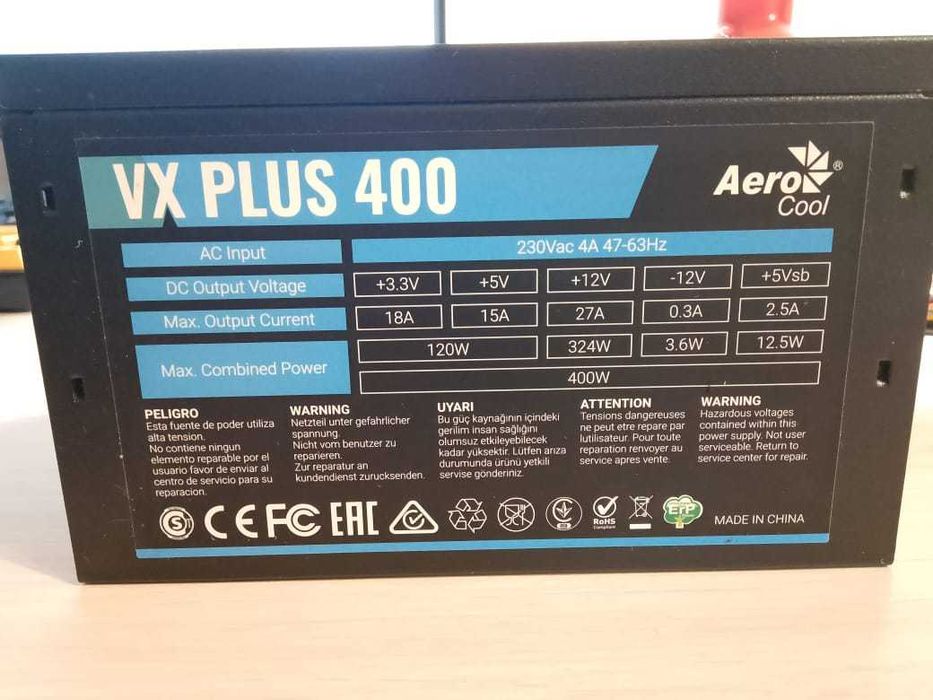 VX PLUS 400
Aero
Cool
®
AC Input
230Vac 4A 47-63Hz
DC Output Voltage
+3.3V
+5V
+12V
-12V
+5Vsb
Max. Output Current
18A
15A
27A
0.3A
2.5A
Max. Combined Power
120W
324W
3.6W
12.5W
400W
PELIGRO
Esta fuente de poder utiliza
alta tension.
No contiene ningun
elemento reparable por el
usuario favor de enviar al
centro de servicio para su
reparacion.
WARNING
Netzteil unter gefahrlicher
spannung.
Nicht vom benutzer zu
reparieren.
Zur reparatur an
kundendienst zurucksenden.
UYARI
Bu güç kaynağının içindeki
gerilim insan sağlığını
olumsuz etkileyebilecek
kadar yüksektir. Lütfen arıza
durumunda ürünü yetkili
servise gönderiniz.
ATTENTION
Tensions dangereuses
ne peut etre repare par
lutilisateur. Pour toute
reparation renvoyer au
service apres vente.
WARNING
Hazardous voltages
contained within this
power supply. Not user
serviceable. Return to
service center for repair.
S
CE FC EAC
RoHS
Compliant
ErP
MADE IN CHINA